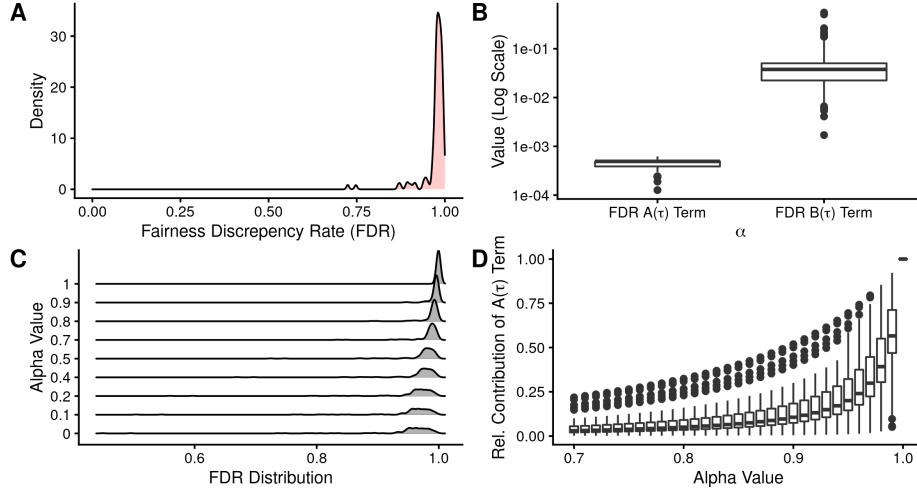 A
Density
30
20
10
0
0.00 0.25 0.50 0.75 1.00
Fairness Discrepency Rate (FDR)
B
Value (Log Scale)
1e-01
1e-02
1e-03
1e-04
FDR A(τ) Term FDR B(τ) Term
α
C
Alpha Value
1
0.9
0.8
0.7
0.5
0.4
0.2
0.1
0
0.6 0.8 1.0
FDR Distribution
D
Rel. Contribution of A(τ) Term
1.00
0.75
0.50
0.25
0.00
0.7 0.8 0.9 1.0
Alpha Value